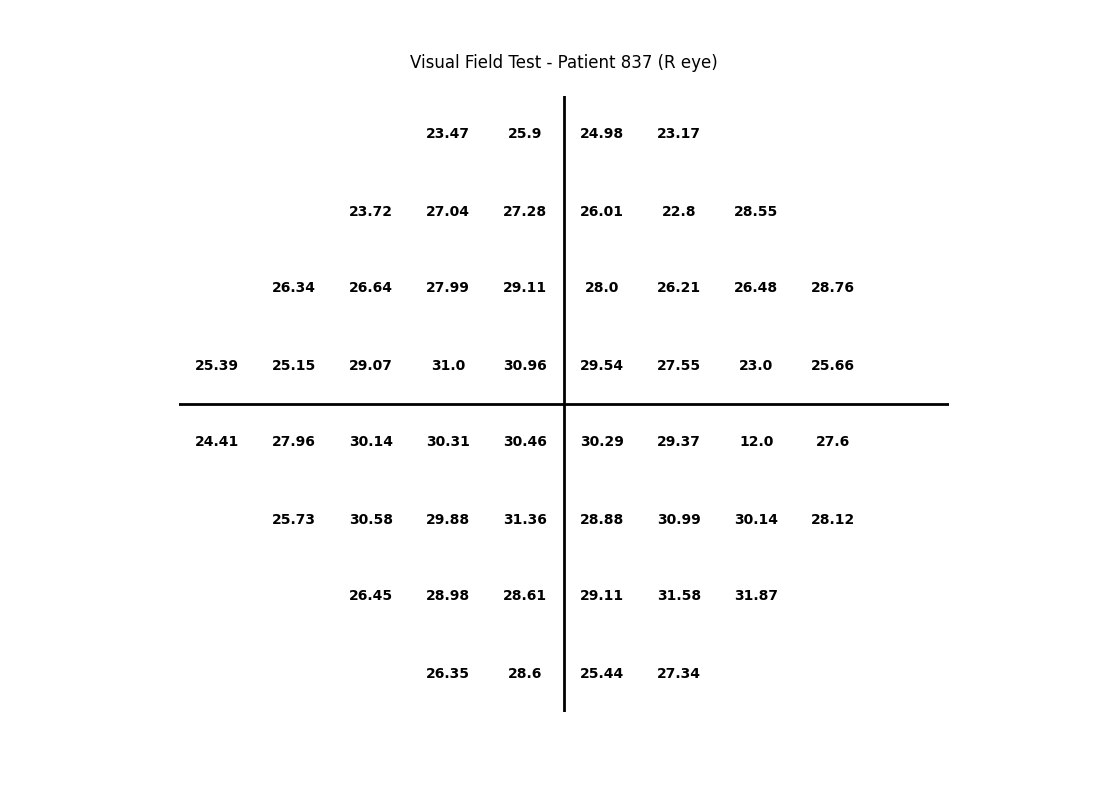 Visual Field Test - Patient 837 (R eye)
23.47 25.9 24.98 23.17
23.72 27.04 27.28 26.01 22.8 28.55
26.34 26.64 27.99 29.11 28.0 26.21 26.48 28.76
25.39 25.15 29.07 31.0 30.96 29.54 27.55 23.0 25.66
24.41 27.96 30.14 30.31 30.46 30.29 29.37 12.0 27.6
25.73 30.58 29.88 31.36 28.88 30.99 30.14 28.12
26.45 28.98 28.61 29.11 31.58 31.87
26.35 28.6 25.44 27.34